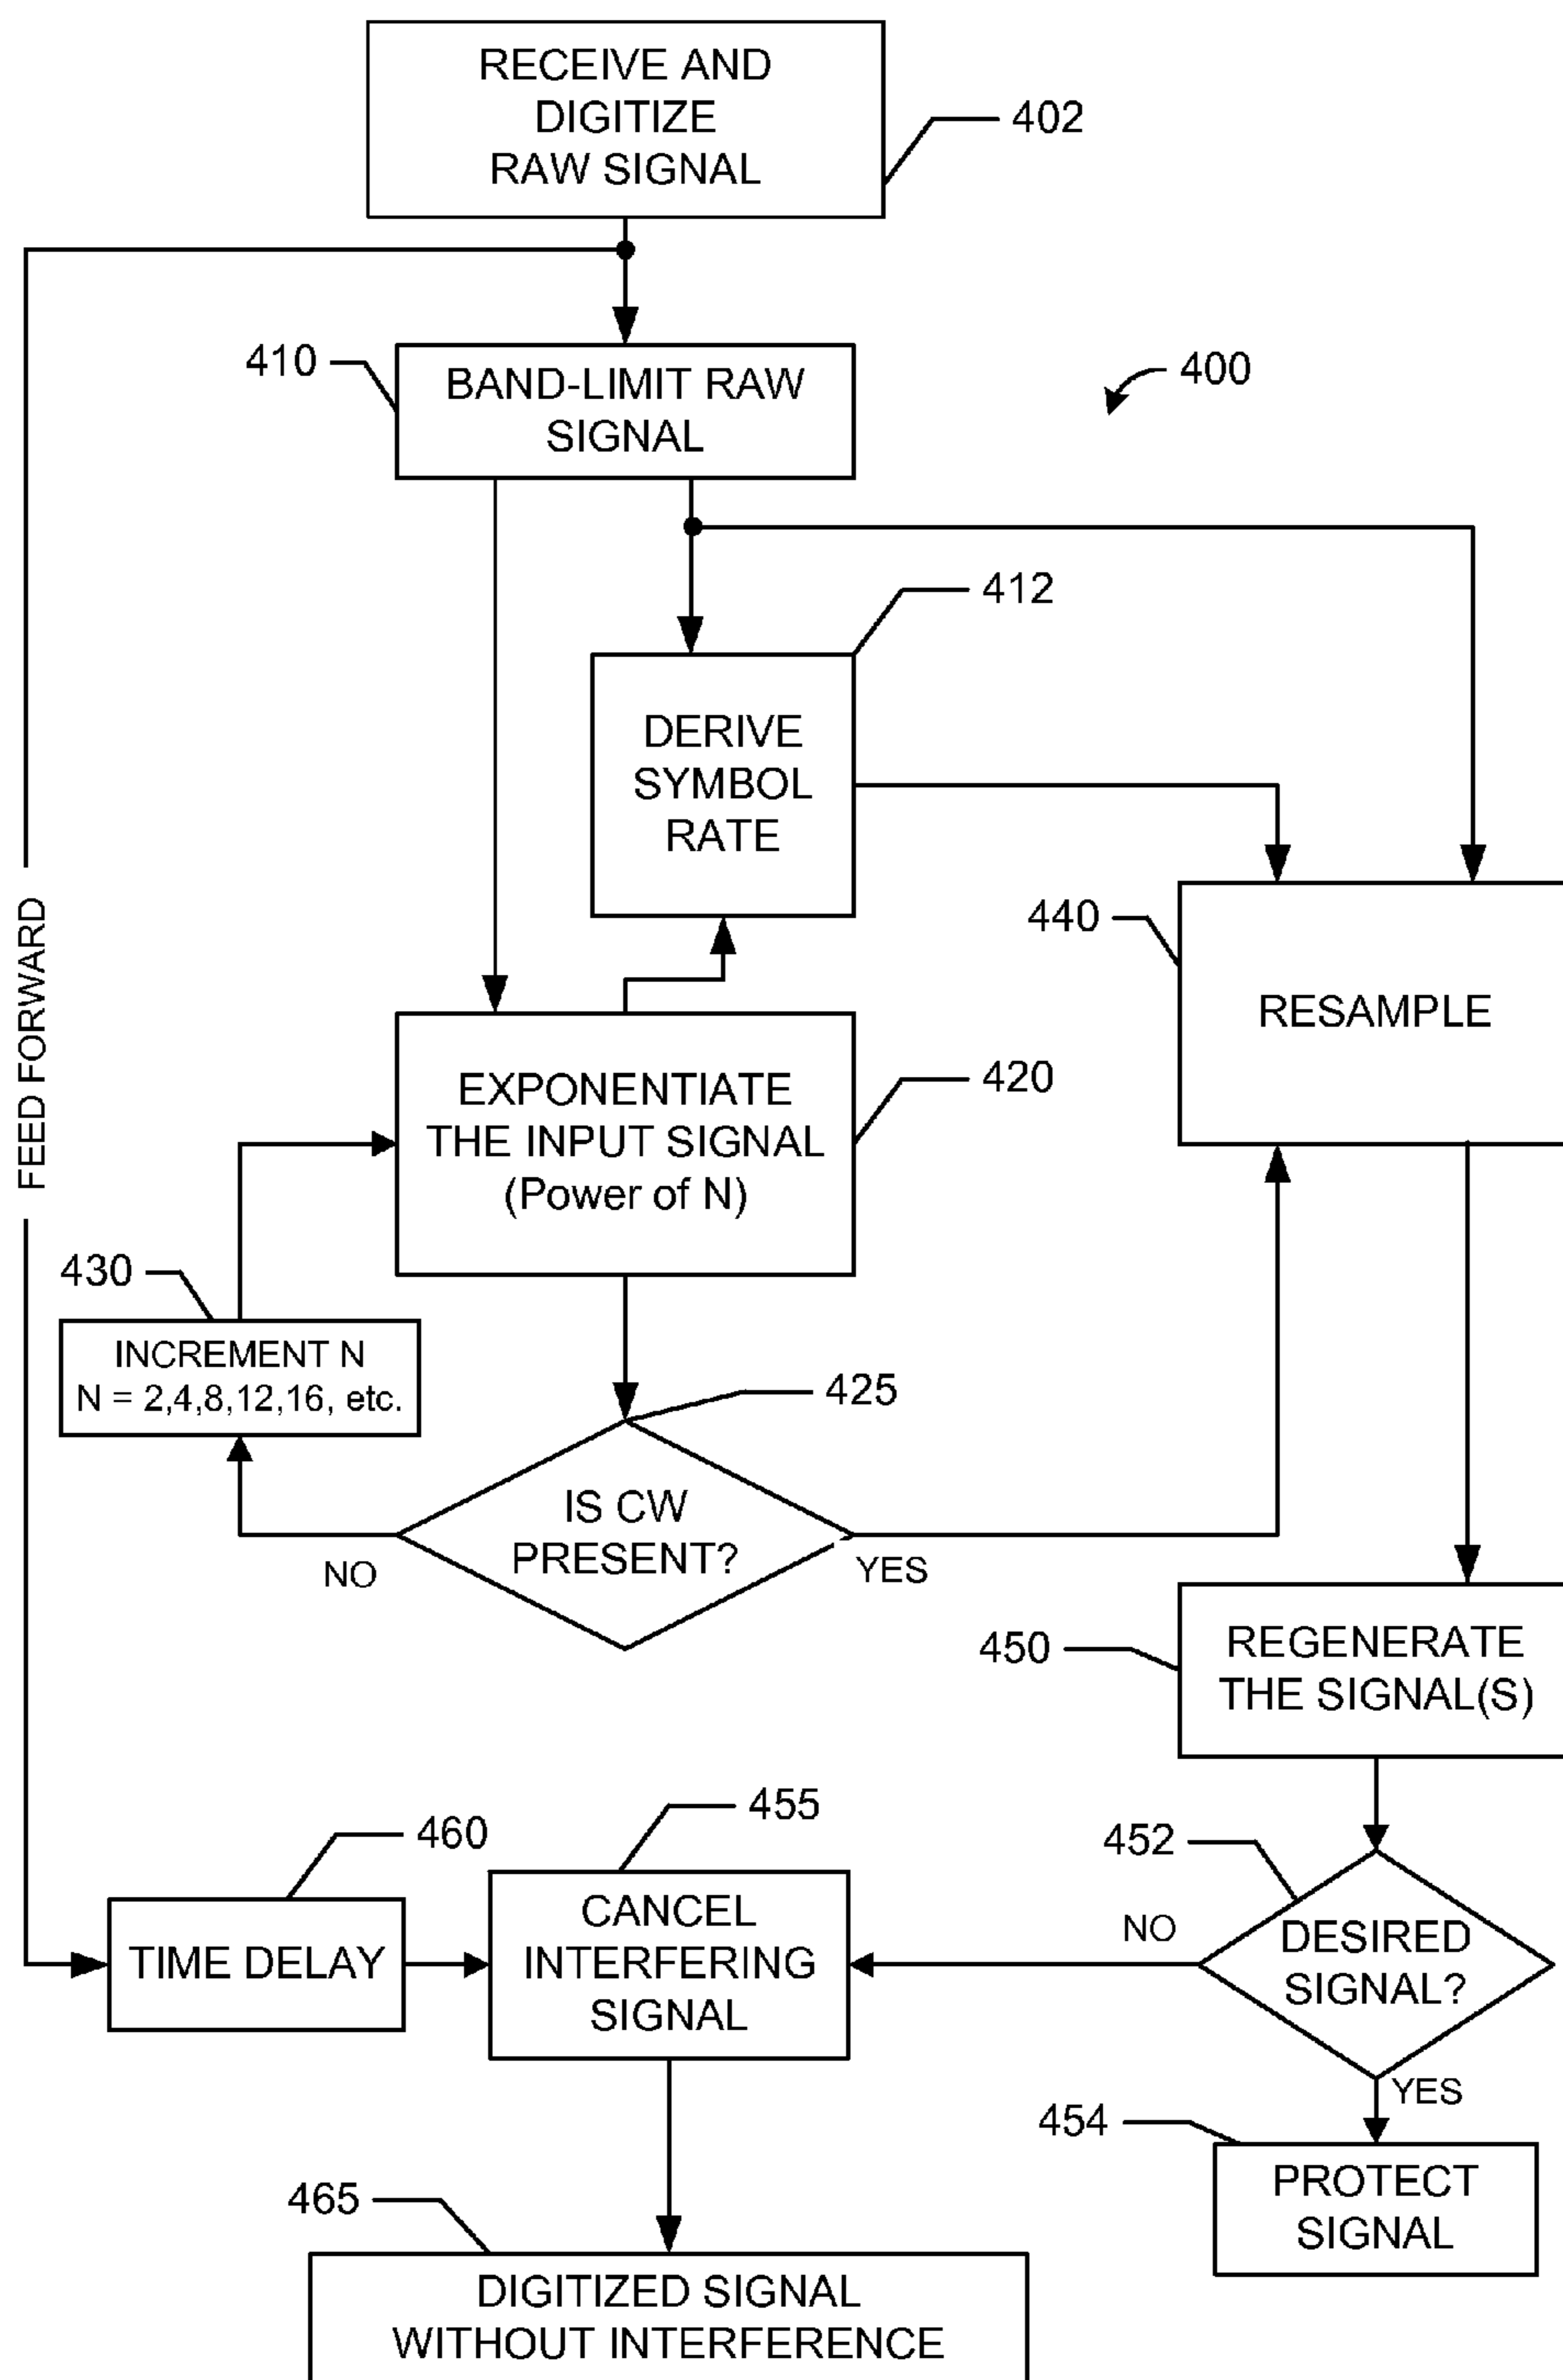 RECEIVE AND
DIGITIZE
RAW SIGNAL
402
410
BAND-LIMIT RAW
SIGNAL
400
412
DERIVE
SYMBOL
RATE
440
RESAMPLE
FEED FORWARD
EXPONENTIATE
THE INPUT SIGNAL
(Power of N)
420
430
INCREMENT N
N = 2,4,8,12,16, etc.
425
IS CW
PRESENT?
NO
YES
450
REGENERATE
THE SIGNAL(S)
455
460
452
CANCEL
INTERFERING
SIGNAL
TIME DELAY
NO
DESIRED
SIGNAL?
YES
454
PROTECT
SIGNAL
465
DIGITIZED SIGNAL
WITHOUT INTERFERENCE